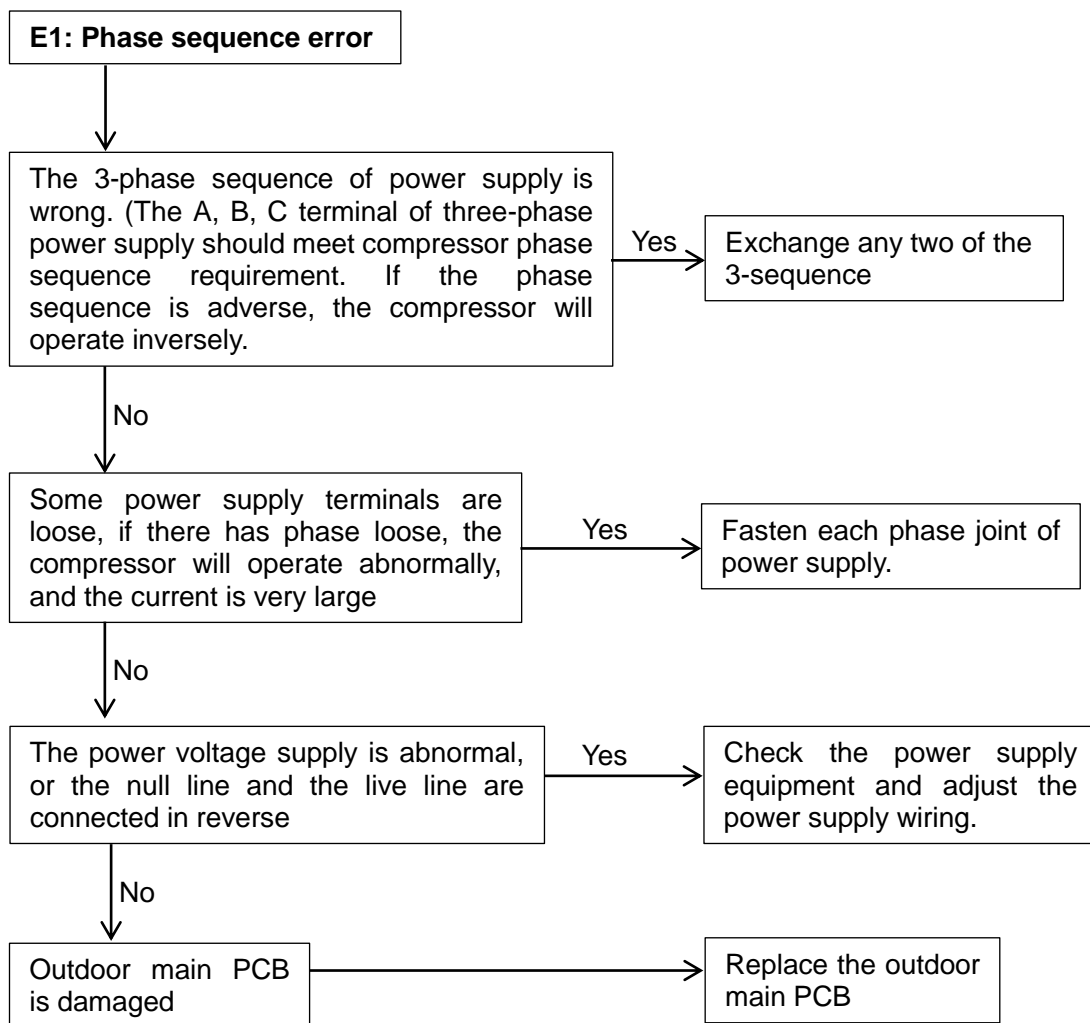 E1: Phase sequence error
The 3-phase sequence of power supply is
wrong. (The A, B, C terminal of three-phase
power supply should meet compressor phase
sequence requirement. If the phase
sequence is adverse, the compressor will
operate inversely.
Yes
Exchange any two of the
3-sequence
No
Some power supply terminals are
loose, if there has phase loose, the
compressor will operate abnormally,
and the current is very large
Yes
Fasten each phase joint of
power supply.
No
The power voltage supply is abnormal,
or the null line and the live line are
connected in reverse
Yes
Check the power supply
equipment and adjust the
power supply wiring.
No
Outdoor main PCB
is damaged
Replace the outdoor
main PCB